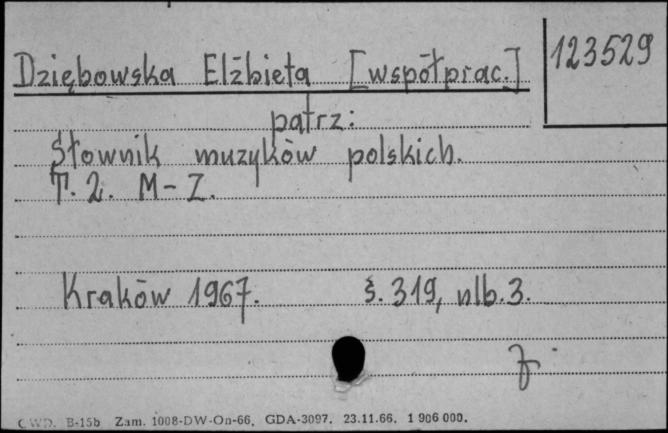 123529
Dziębowska Elżbieta [współprac.]
patrz:
Słownik muzyków polskich.
T. 2. M-Z.
Kraków 1967. s. 319, nlb. 3.
C.W.D. B-15b Zam. 1008-DW-On-66, GDA-3097. 23.11.66. 1 906 000.